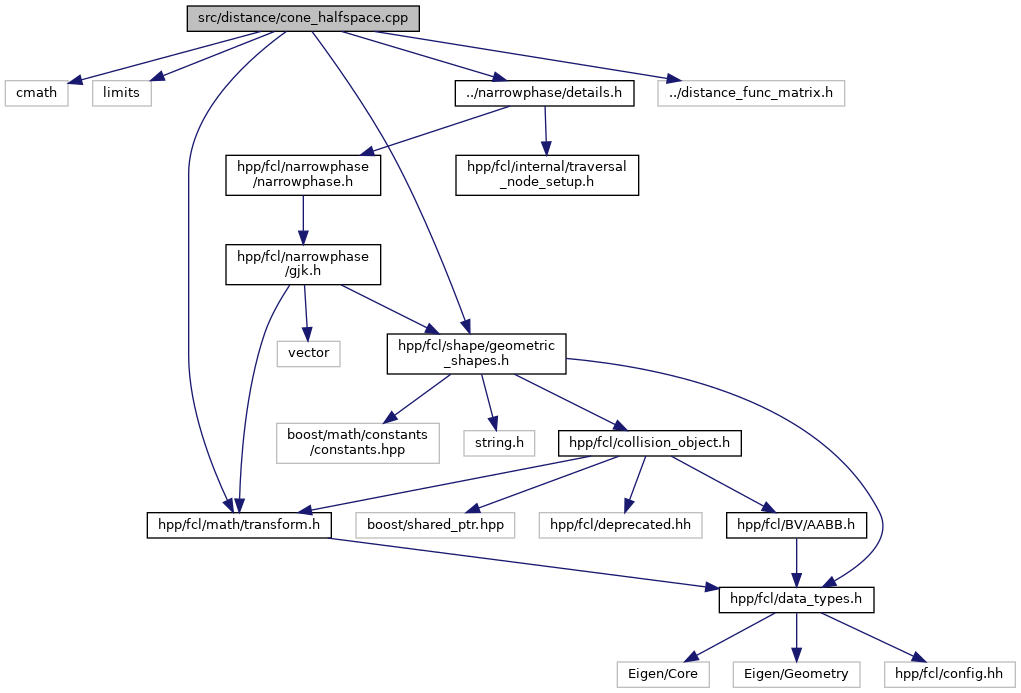 src/distance/cone_halfspace.cpp
cmath
limits
../narrowphase/details.h
../distance_func_matrix.h
hpp/fcl/narrowphase
/narrowphase.h
hpp/fcl/internal/traversal
_node_setup.h
hpp/fcl/narrowphase
/gjk.h
vector
hpp/fcl/shape/geometric
_shapes.h
boost/math/constants
/constants.hpp
string.h
hpp/fcl/collision_object.h
hpp/fcl/math/transform.h
boost/shared_ptr.hpp
hpp/fcl/deprecated.hh
hpp/fcl/BV/AABB.h
hpp/fcl/data_types.h
Eigen/Core
Eigen/Geometry
hpp/fcl/config.hh